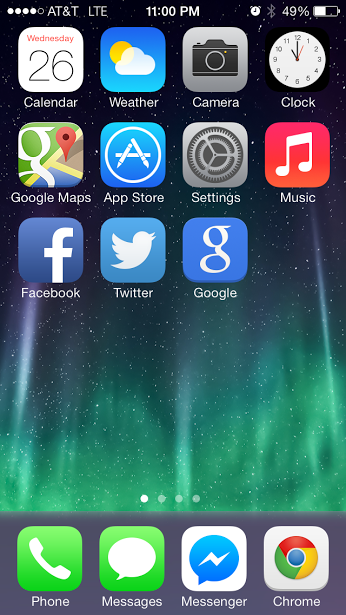 AT&T LTE 11:00 PM 49%
Wednesday
26
Calendar Weather Camera Clock
Google Maps App Store Settings Music
Facebook Twitter Google
Phone Messages Messenger Chrome